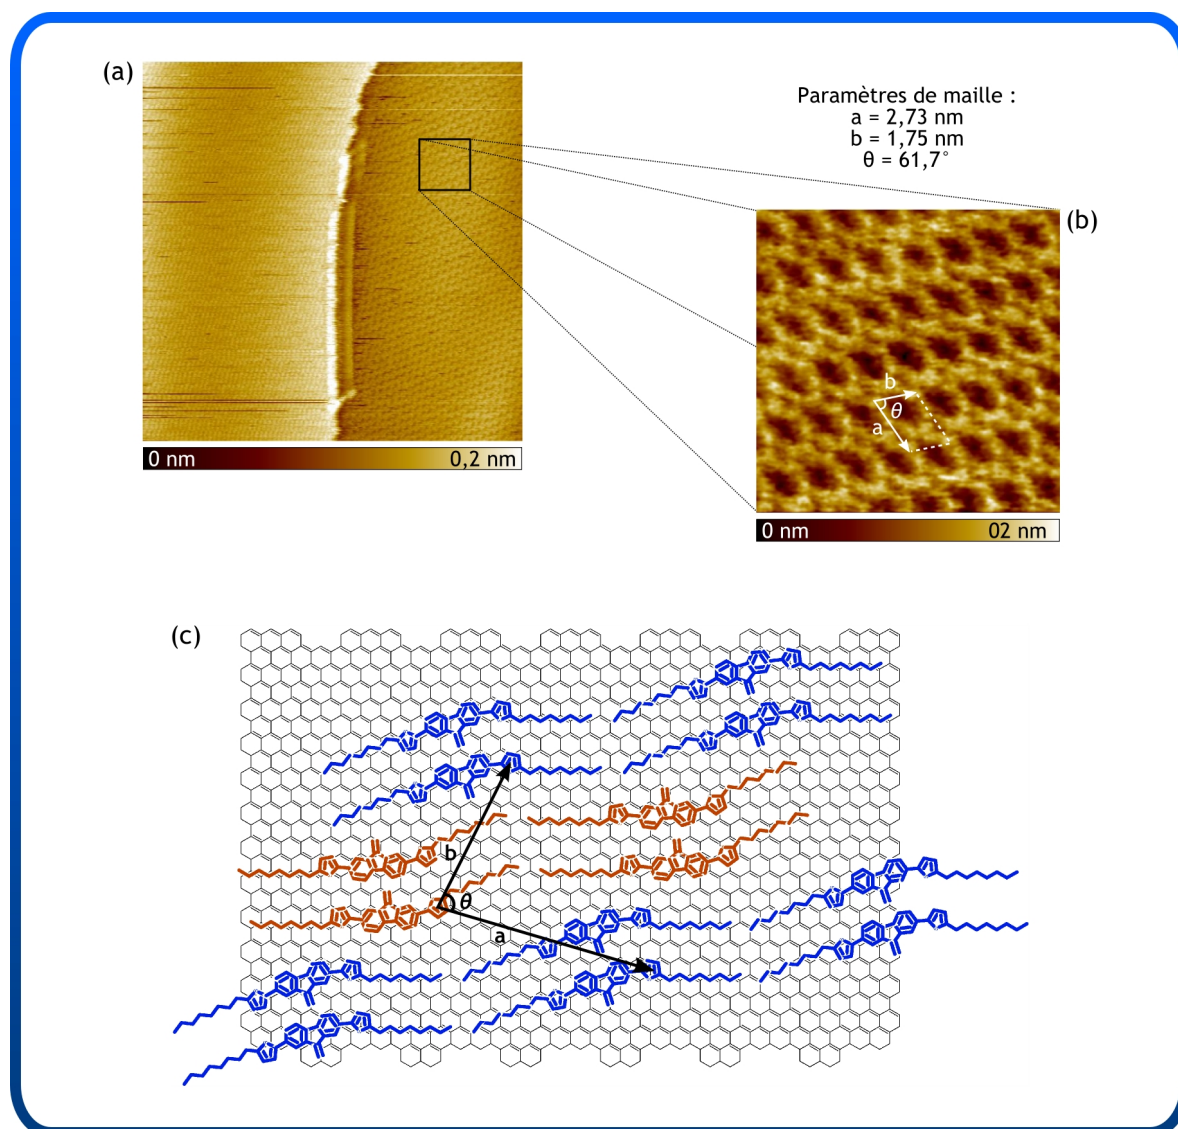 (a)
Paramètres de maille :
a = 2,73 nm
b = 1,75 nm
θ = 61,7°
(b)
b
θ
a
0 nm 0,2 nm
0 nm 02 nm
(c)
b
θ
a